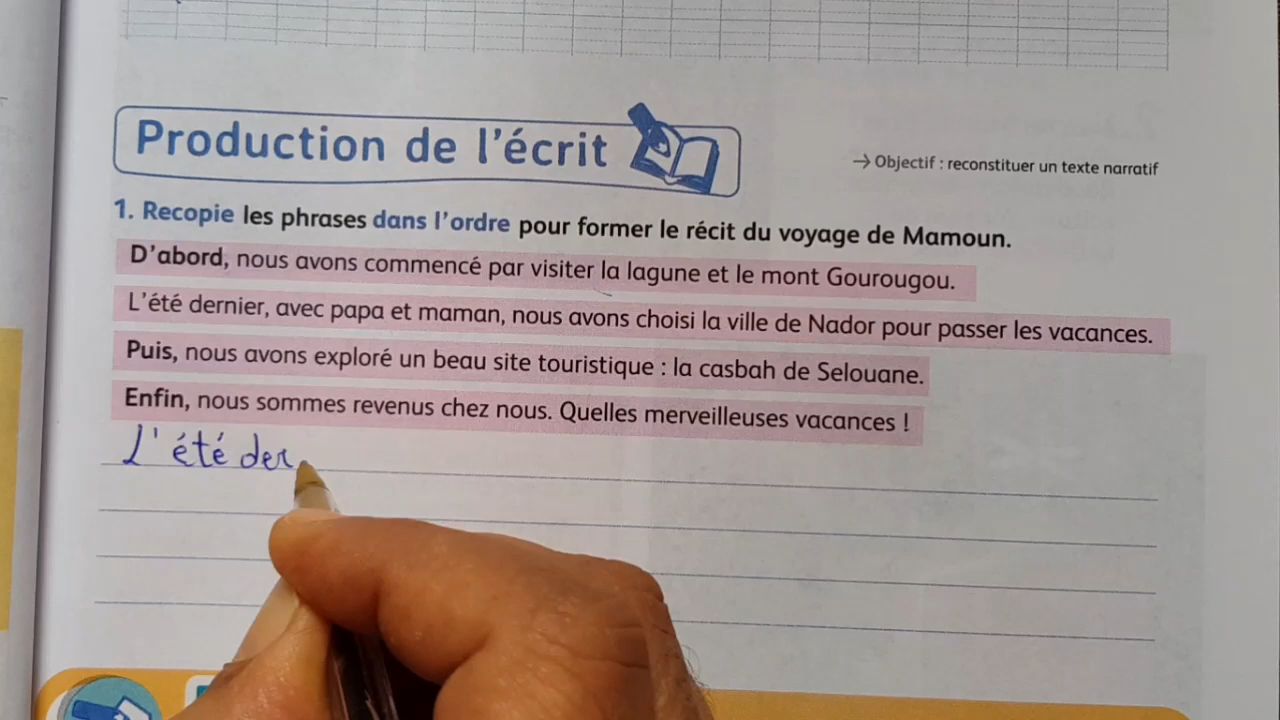 Production de l'écrit
→ Objectif : reconstituer un texte narratif
1. Recopie les phrases dans l'ordre pour former le récit du voyage de Mamoun.
D'abord, nous avons commencé par visiter la lagune et le mont Gourougou.
L'été dernier, avec papa et maman, nous avons choisi la ville de Nador pour passer les vacances.
Puis, nous avons exploré un beau site touristique : la casbah de Selouane.
Enfin, nous sommes revenus chez nous. Quelles merveilleuses vacances !
L'été der